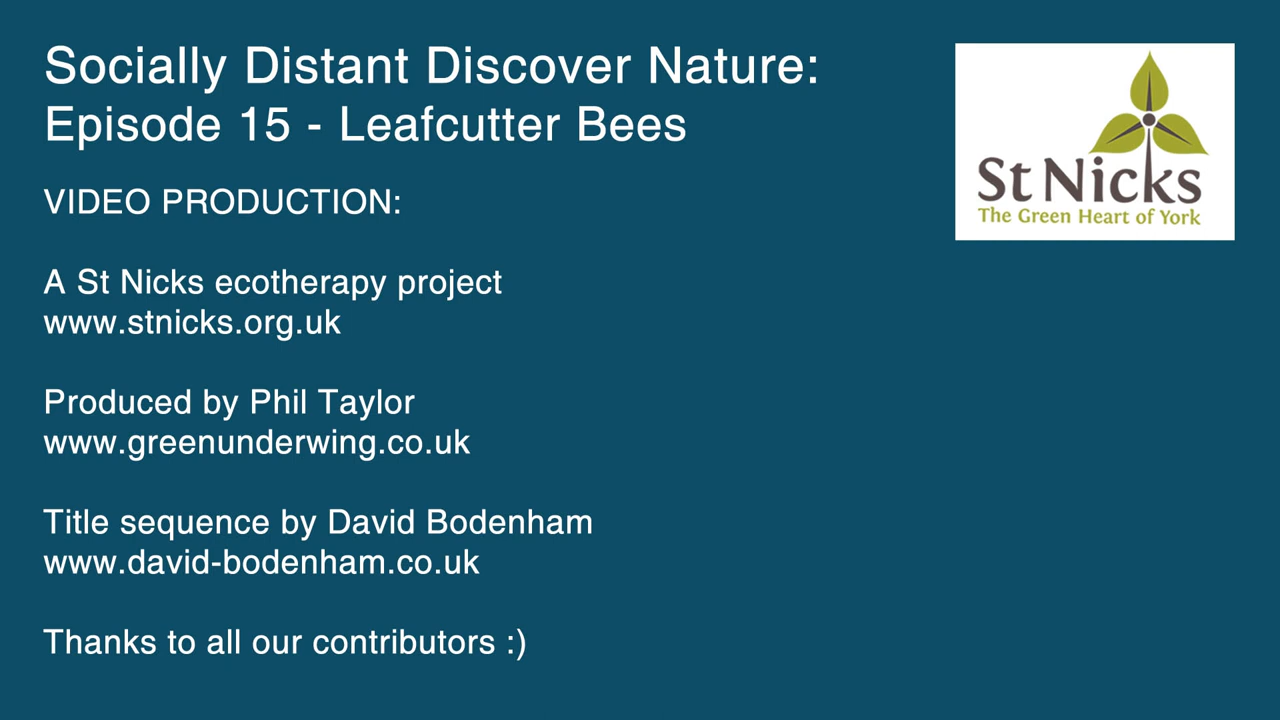 Socially Distant Discover Nature:
Episode 15 - Leafcutter Bees
St Nicks
The Green Heart of York
VIDEO PRODUCTION:
A St Nicks ecotherapy project
www.stnicks.org.uk
Produced by Phil Taylor
www.greenunderwing.co.uk
Title sequence by David Bodenham
www.david-bodenham.co.uk
Thanks to all our contributors :)